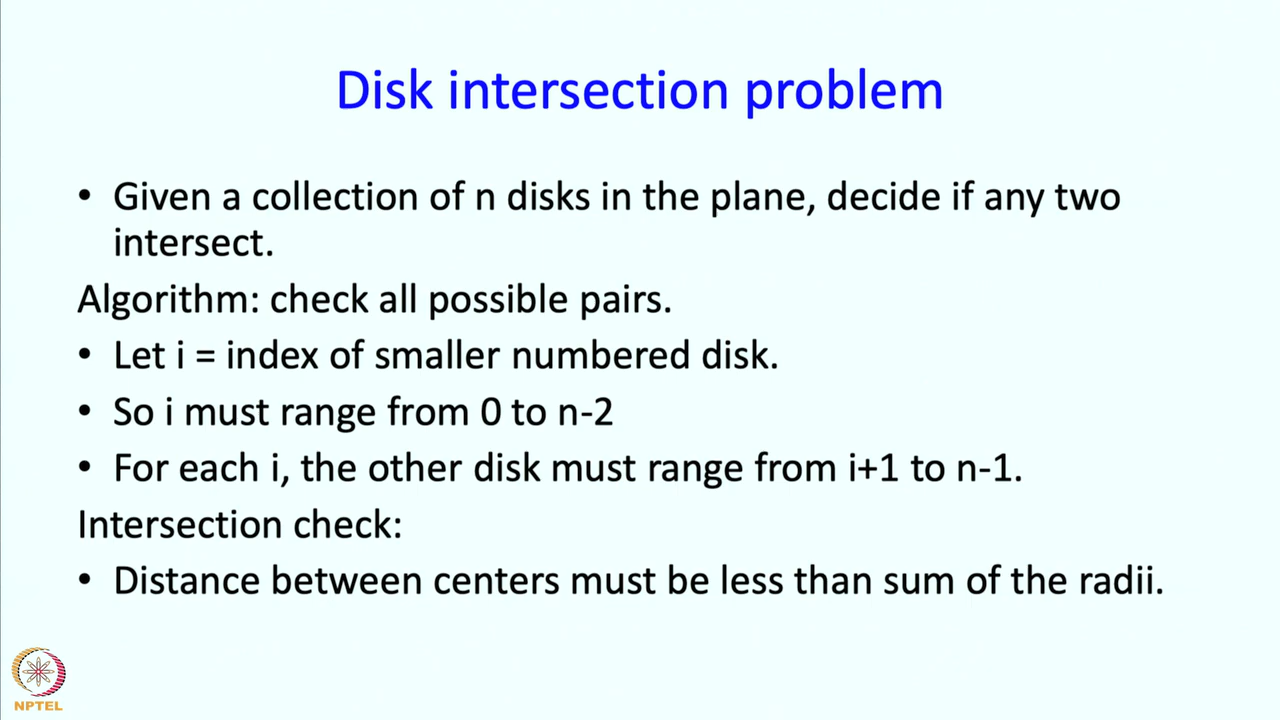 Disk intersection problem
• Given a collection of n disks in the plane, decide if any two
intersect.
Algorithm: check all possible pairs.
• Let i = index of smaller numbered disk.
• So i must range from 0 to n-2
• For each i, the other disk must range from i+1 to n-1.
Intersection check:
• Distance between centers must be less than sum of the radii.
NPTEL